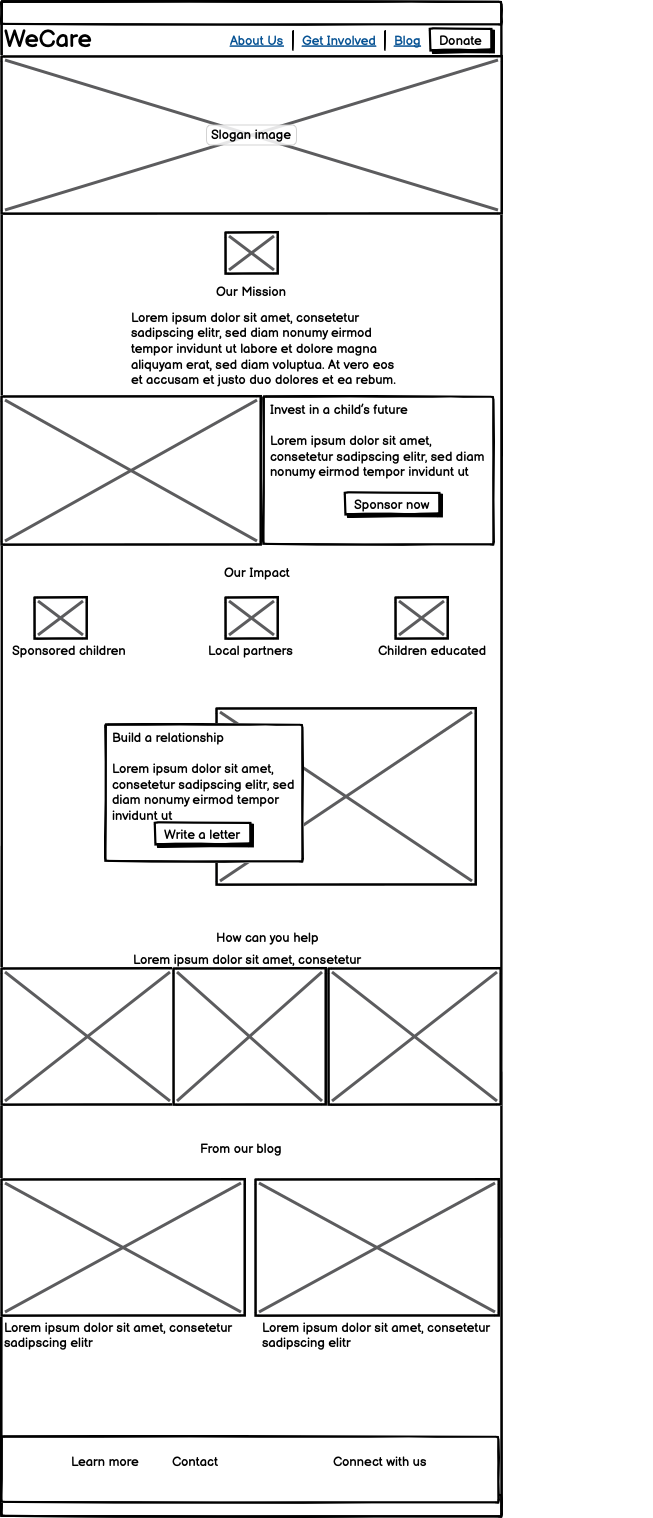 WeCare
About Us
Get Involved
Blog
Donate
Slogan image
Our Mission
Lorem ipsum dolor sit amet, consetetur
sadipscing elitr, sed diam nonumy eirmod
tempor invidunt ut labore et dolore magna
aliquyam erat, sed diam voluptua. At vero eos
et accusam et justo duo dolores et ea rebum.
Invest in a child's future
Lorem ipsum dolor sit amet,
consetetur sadipscing elitr, sed diam
nonumy eirmod tempor invidunt ut
Sponsor now
Our Impact
Sponsored children
Local partners
Children educated
Build a relationship
Lorem ipsum dolor sit amet,
consetetur sadipscing elitr, sed
diam nonumy eirmod tempor
invidunt ut
Write a letter
How can you help
Lorem ipsum dolor sit amet, consetetur
From our blog
Lorem ipsum dolor sit amet, consetetur
sadipscing elitr
Lorem ipsum dolor sit amet, consetetur
sadipscing elitr
Learn more
Contact
Connect with us